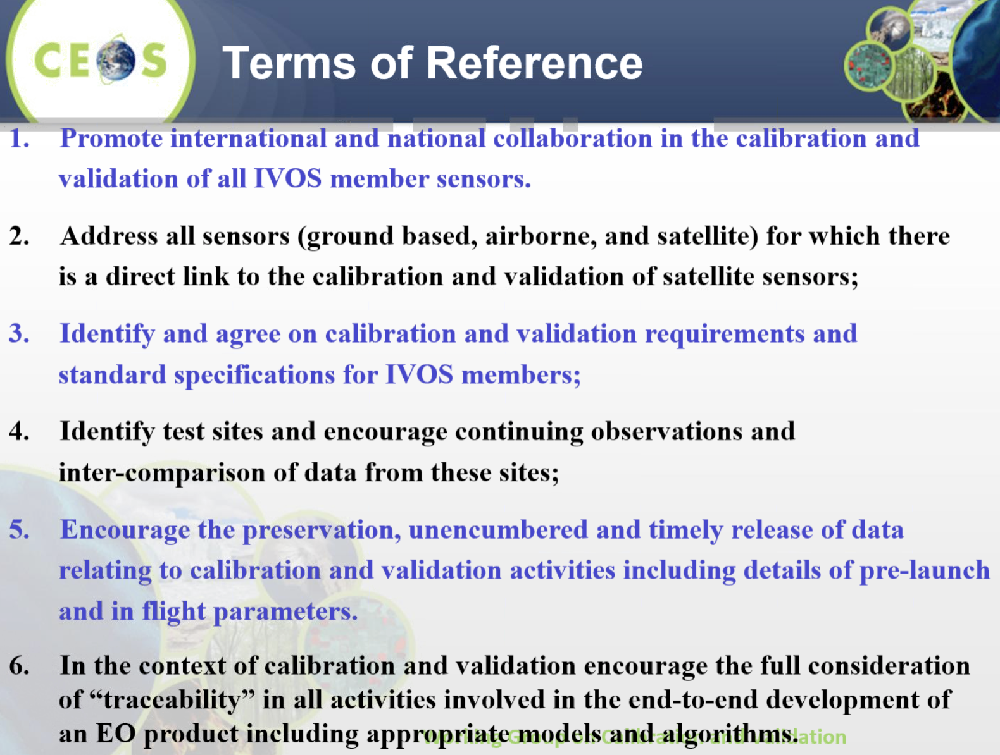 CEOS
Terms of Reference
1. Promote international and national collaboration in the calibration and
validation of all IVOS member sensors.
2. Address all sensors (ground based, airborne, and satellite) for which there
is a direct link to the calibration and validation of satellite sensors;
3. Identify and agree on calibration and validation requirements and
standard specifications for IVOS members;
4. Identify test sites and encourage continuing observations and
inter-comparison of data from these sites;
5. Encourage the preservation, unencumbered and timely release of data
relating to calibration and validation activities including details of pre-launch
and in flight parameters.
6. In the context of calibration and validation encourage the full consideration
of “traceability” in all activities involved in the end-to-end development of
an EO product including appropriate models and algorithms.
Working Group on Calibration and Validation